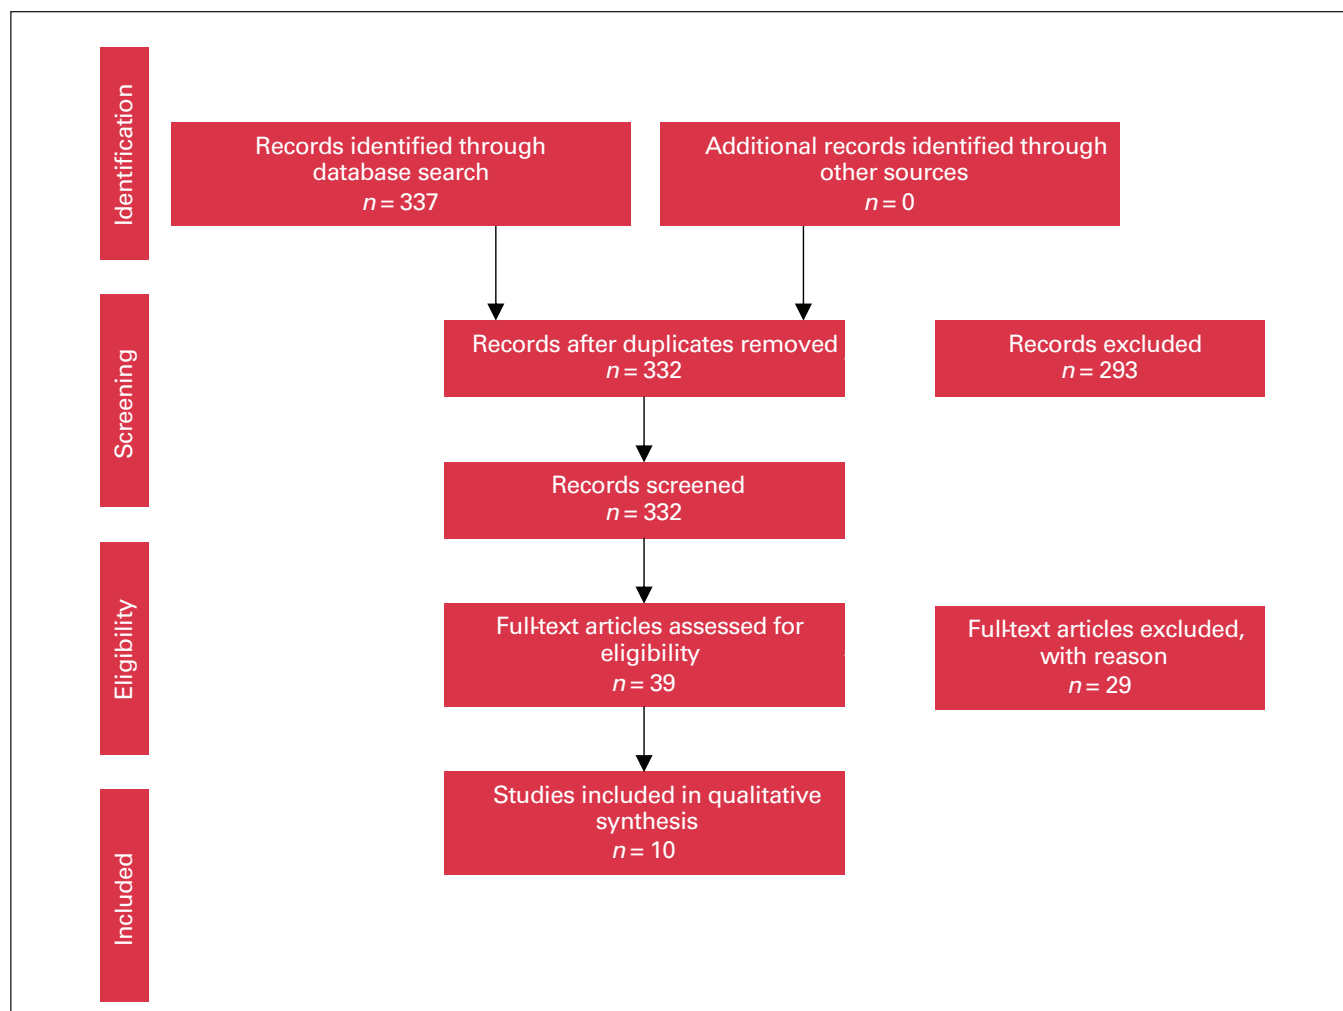 Identification
Records identified through
database search
n = 337
Additional records identified through
other sources
n = 0
Screening
Records after duplicates removed
n = 332
Records excluded
n = 293
Records screened
n = 332
Eligibility
Full-text articles assessed for
eligibility
n = 39
Full-text articles excluded,
with reason
n = 29
Included
Studies included in qualitative
synthesis
n = 10